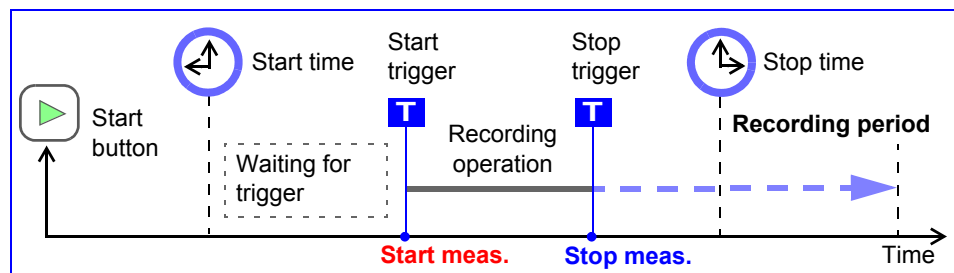 Start
button
Start time
Waiting for
trigger
Start
trigger
T
Recording
operation
Stop
trigger
T
Stop time
Recording period
Start meas.
Stop meas.
Time